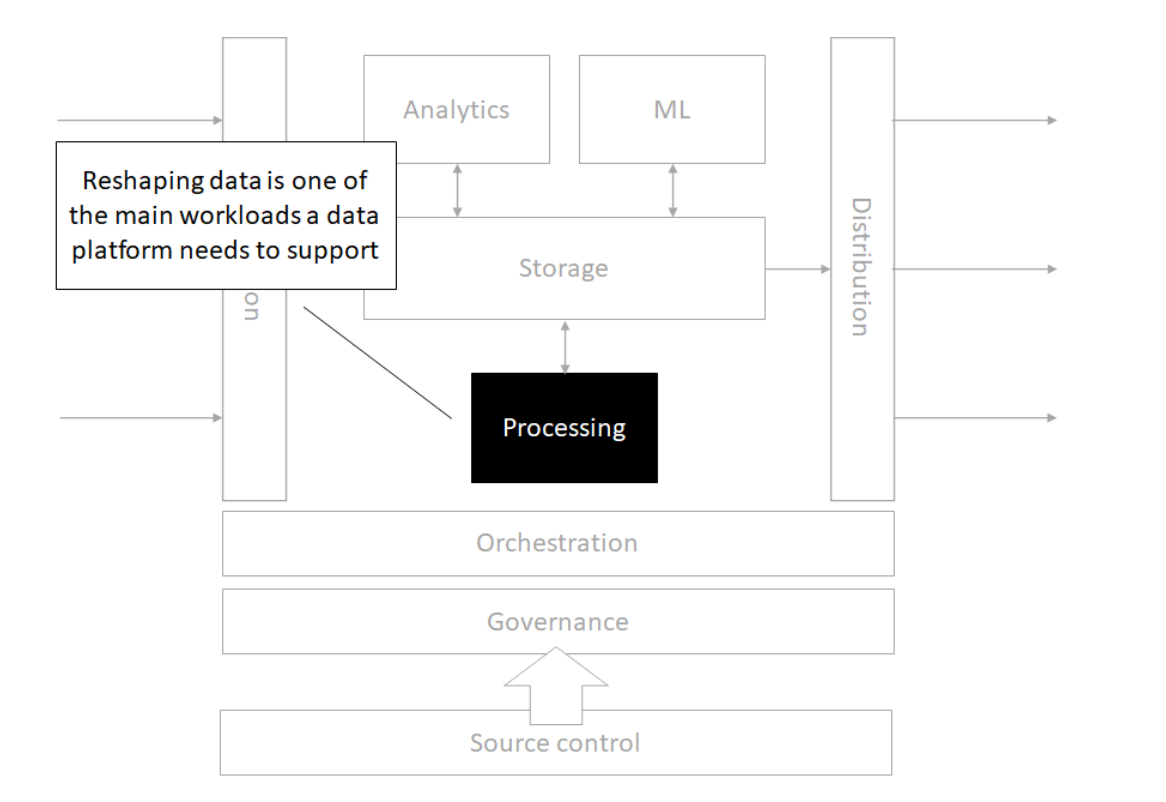 Analytics
ML
Reshaping data is one of
the main workloads a data
platform needs to support
on
Storage
Distribution
Processing
Orchestration
Governance
Source control